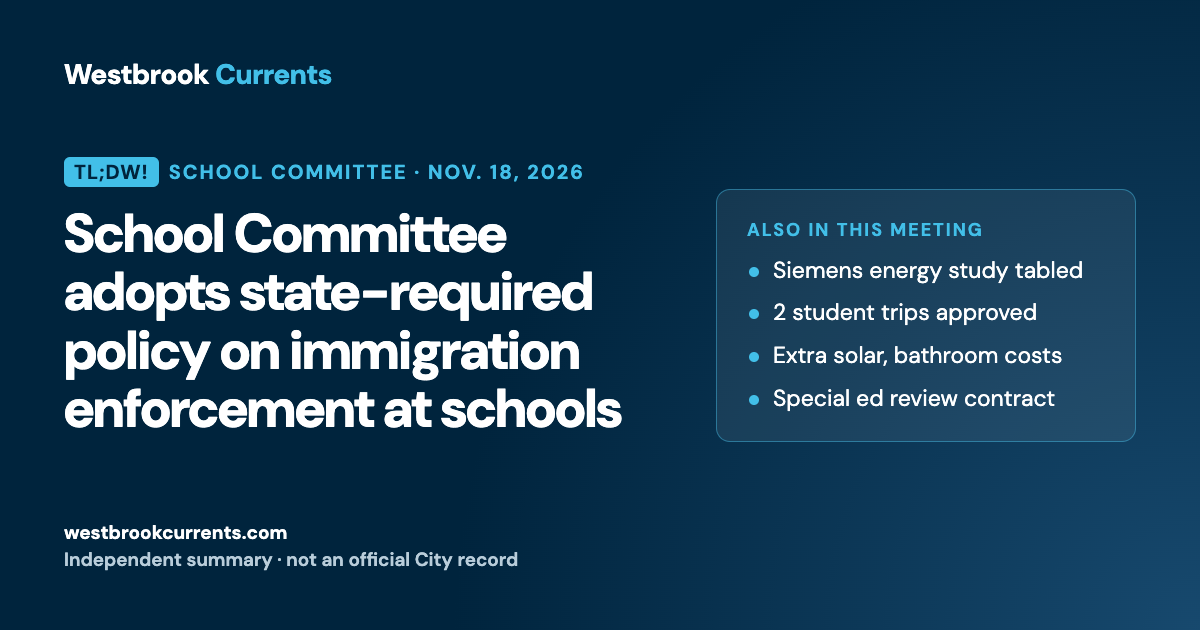 Westbrook Currents
TL;DW! SCHOOL COMMITTEE · NOV. 18, 2026
School Committee
adopts state-required
policy on immigration
enforcement at schools
ALSO IN THIS MEETING
Siemens energy study tabled
2 student trips approved
Extra solar, bathroom costs
Special ed review contract
westbrookcurrents.com
Independent summary · not an official City record